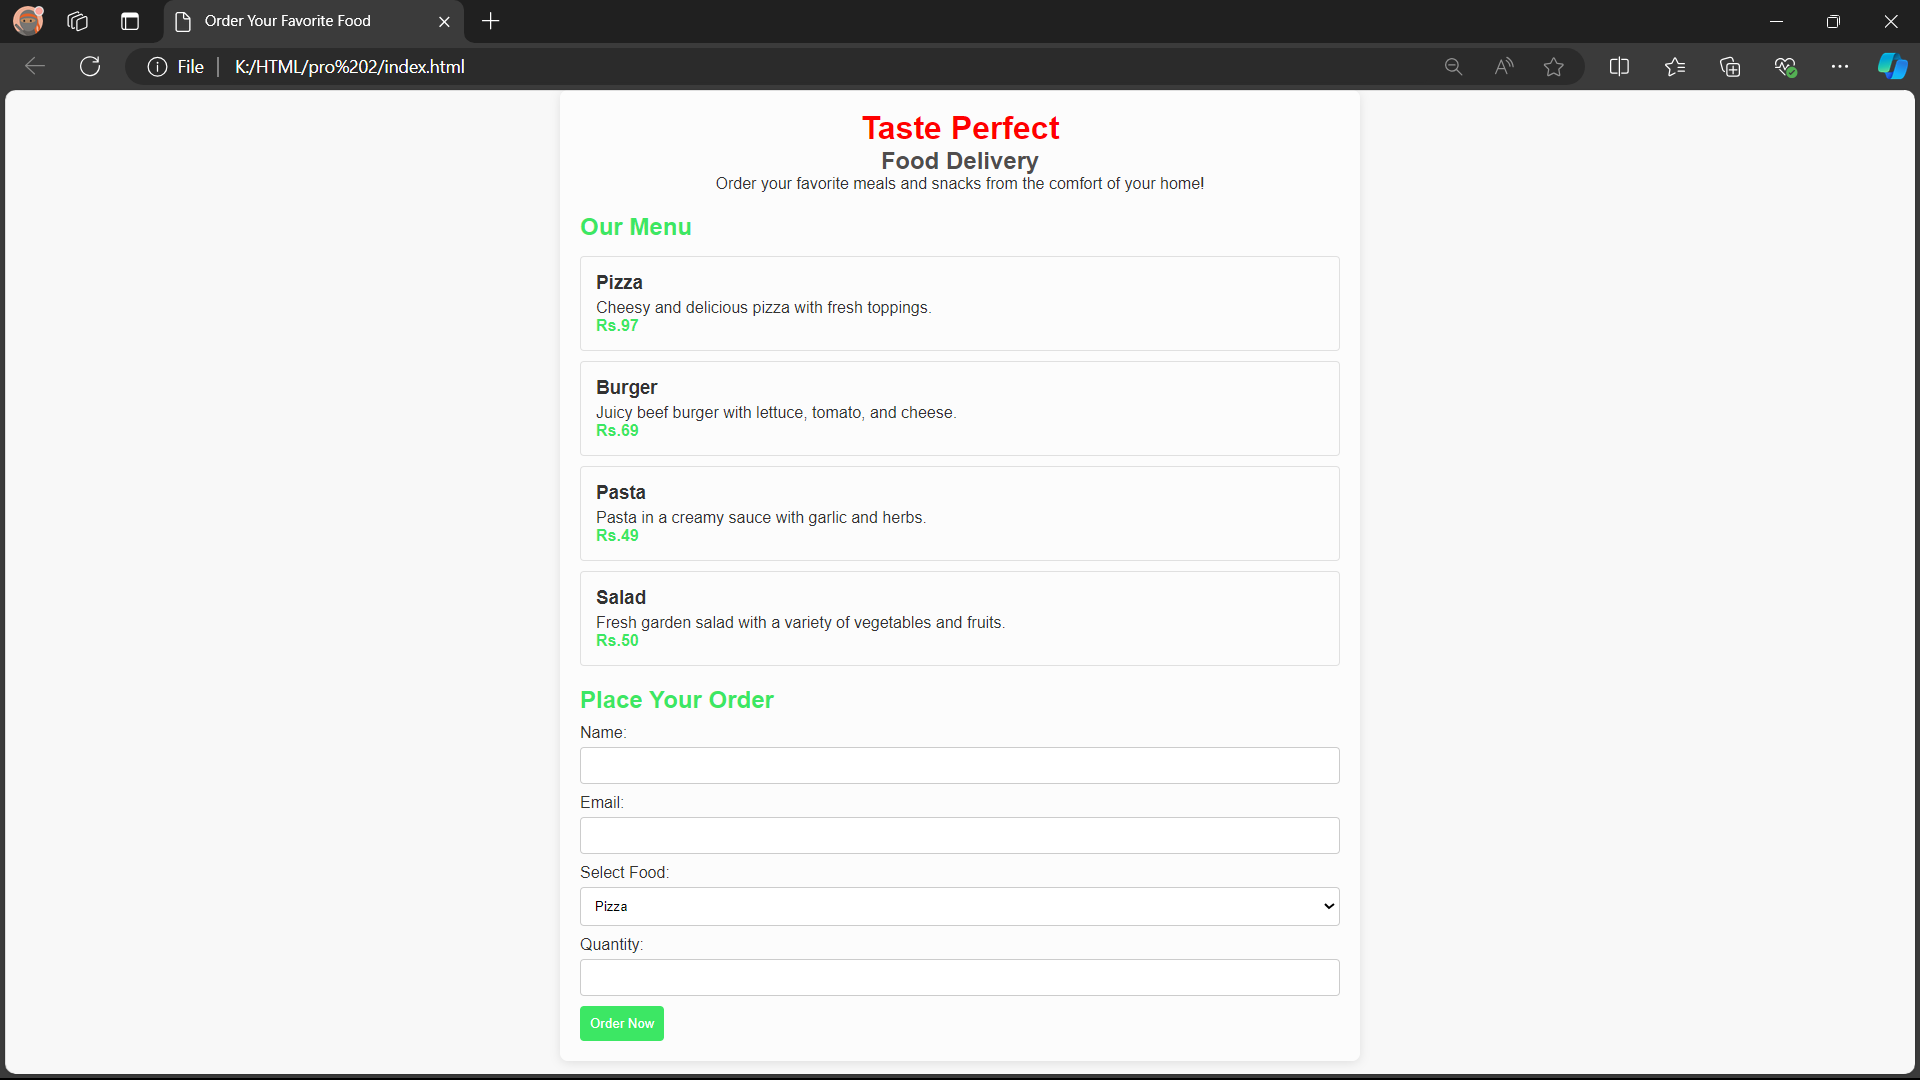 Order Your Favorite Food
File
K:/HTML/pro%202/index.html
Taste Perfect
Food Delivery
Order your favorite meals and snacks from the comfort of your home!
Our Menu
Pizza
Cheesy and delicious pizza with fresh toppings.
Rs.97
Burger
Juicy beef burger with lettuce, tomato, and cheese.
Rs.69
Pasta
Pasta in a creamy sauce with garlic and herbs.
Rs.49
Salad
Fresh garden salad with a variety of vegetables and fruits.
Rs.50
Place Your Order
Name:
Email:
Select Food:
Pizza
Quantity:
Order Now